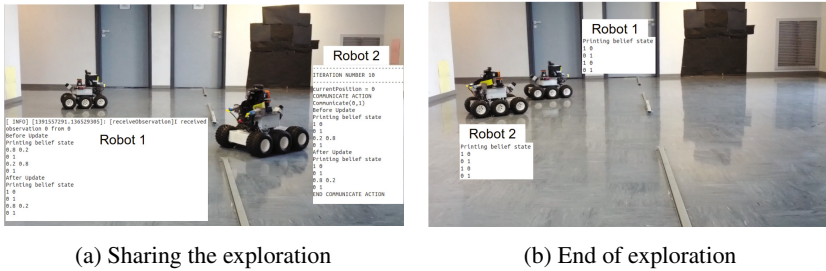 Robot 2
ITERATION NUMBER 10
currentPosition = 0
COMMUNICATE ACTION
Communicate(0,1)
Before Update
Printing belief state
1 0
0 1
0.2 0.8
0 1
After Update
Printing belief state
1 0
0 1
0.8 0.2
0 1
END COMMUNICATE ACTION
[ INFO] [1391557291.136529305]: [receiveObservation]I received
observation 0 from 0
Before Update
Robot 1
Printing belief state
0.8 0.2
0 1
0.2 0.8
0 1
After Update
Printing belief state
1 0
0 1
0.8 0.2
0 1
(a) Sharing the exploration
Robot 1
Printing belief state
1 0
0 1
1 0
0 1
Robot 2
Printing belief state
1 0
0 1
1 0
0 1
(b) End of exploration